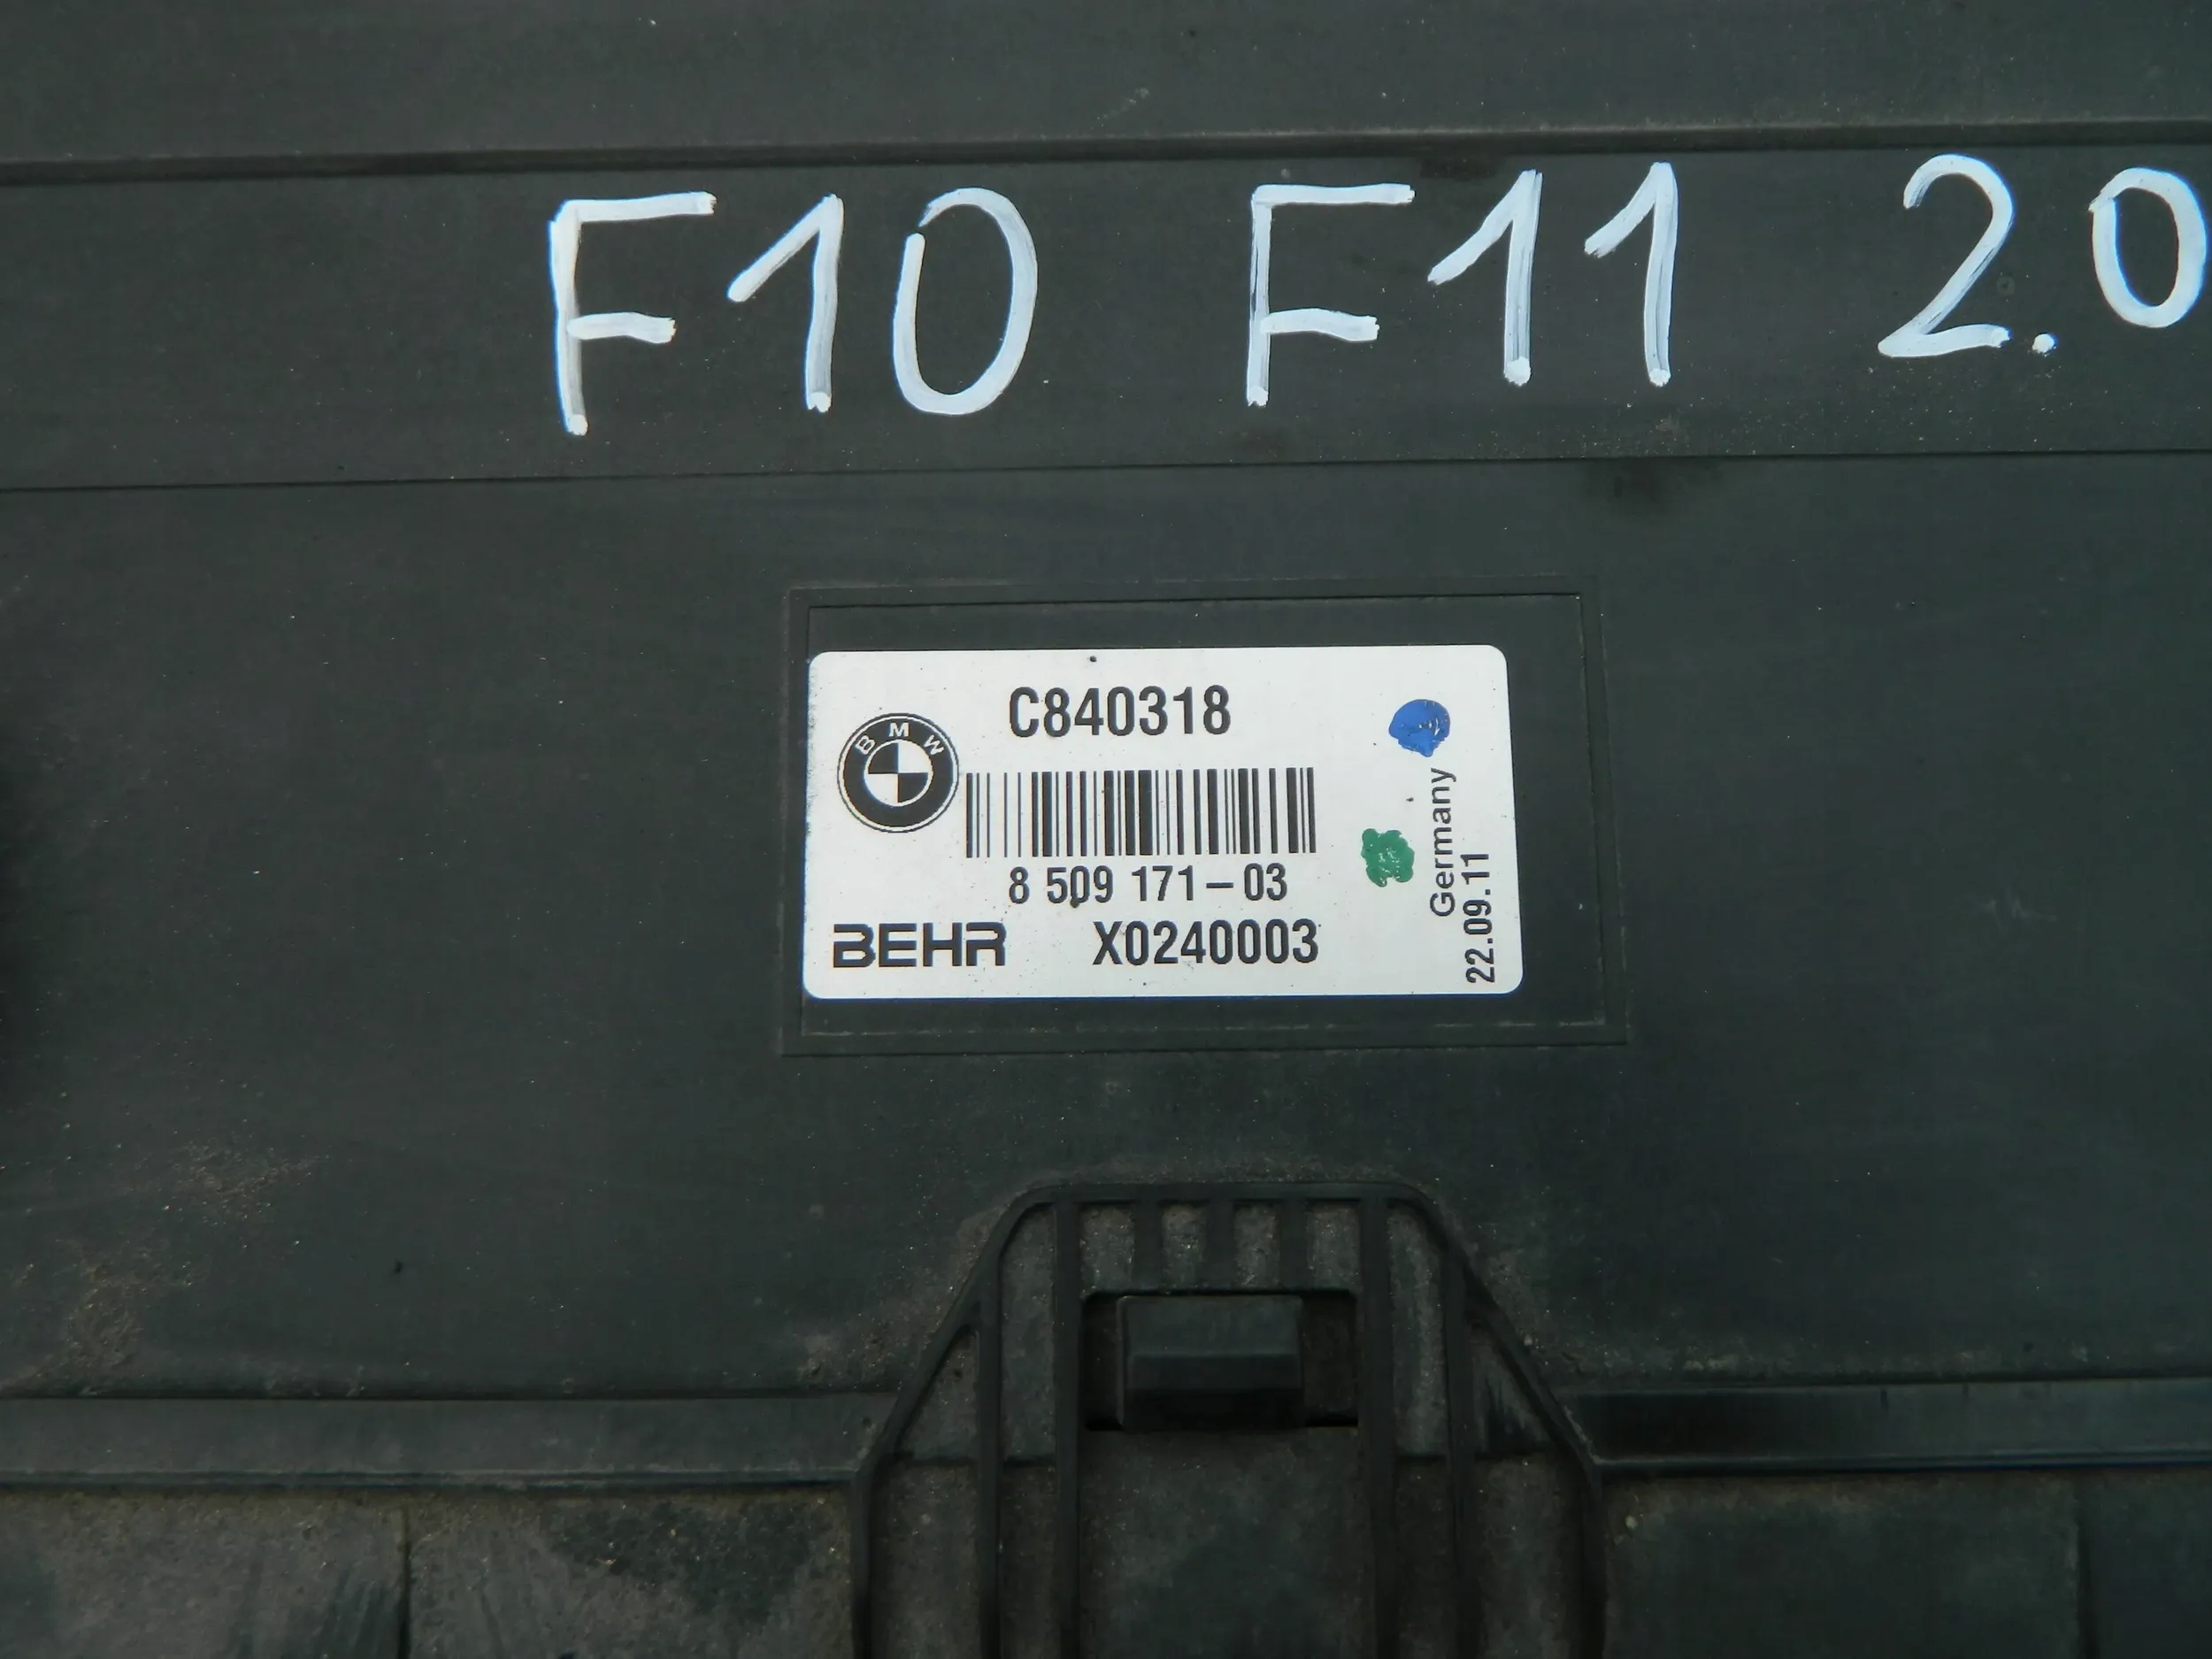 F10 F11 2.0
C840318
BMW
8 509 171-03
BEHR X0240003
Germany
22.09.11